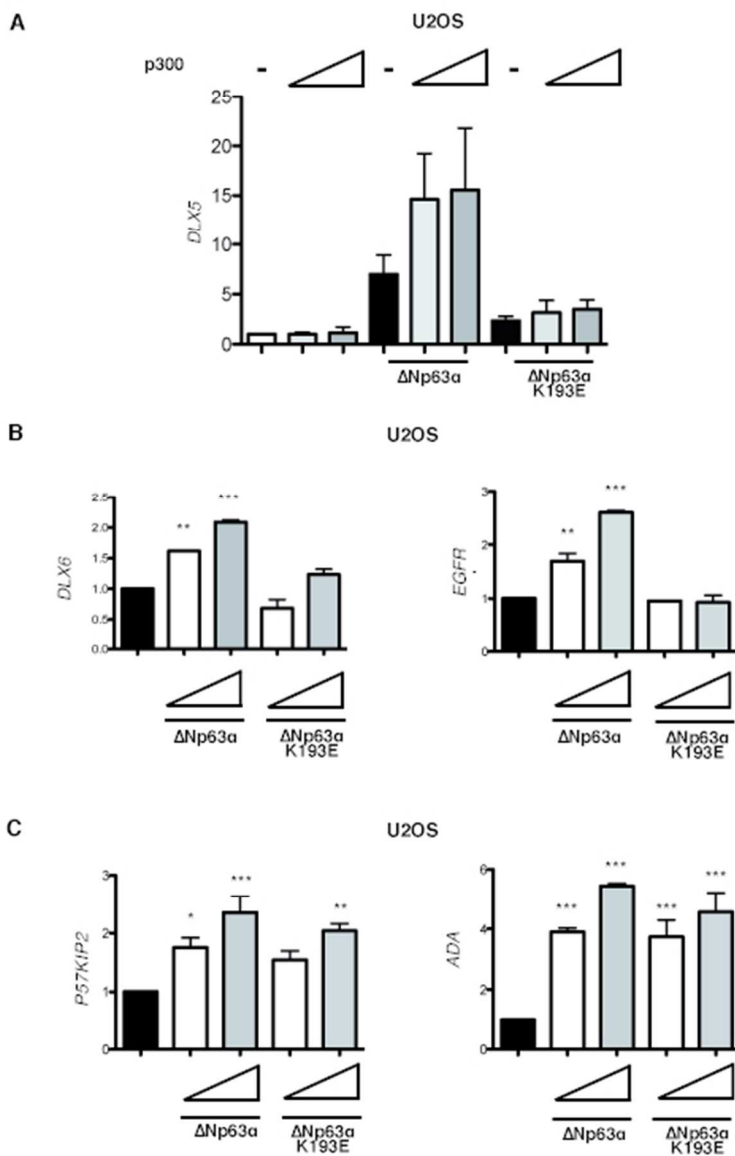 A
U2OS
p300 - - -
25
20
15
10
5
0
DLX5
ΔNp63α ΔNp63α
K193E
B
U2OS
2.5
2.0
1.5
1.0
0.5
0.0
DLX6
** ***
ΔNp63α ΔNp63α
K193E
3
2
1
0
EGFR
** ***
ΔNp63α ΔNp63α
K193E
C
U2OS
3
2
1
0
P57KIP2
* *** **
ΔNp63α ΔNp63α
K193E
6
4
2
0
ADA
*** *** *** ***
ΔNp63α ΔNp63α
K193E